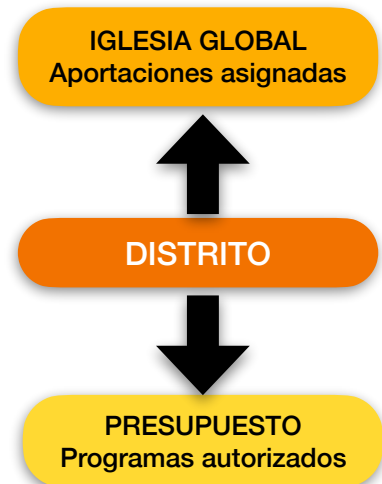 IGLESIA GLOBAL
Aportaciones asignadas
DISTRITO
PRESUPUESTO
Programas autorizados